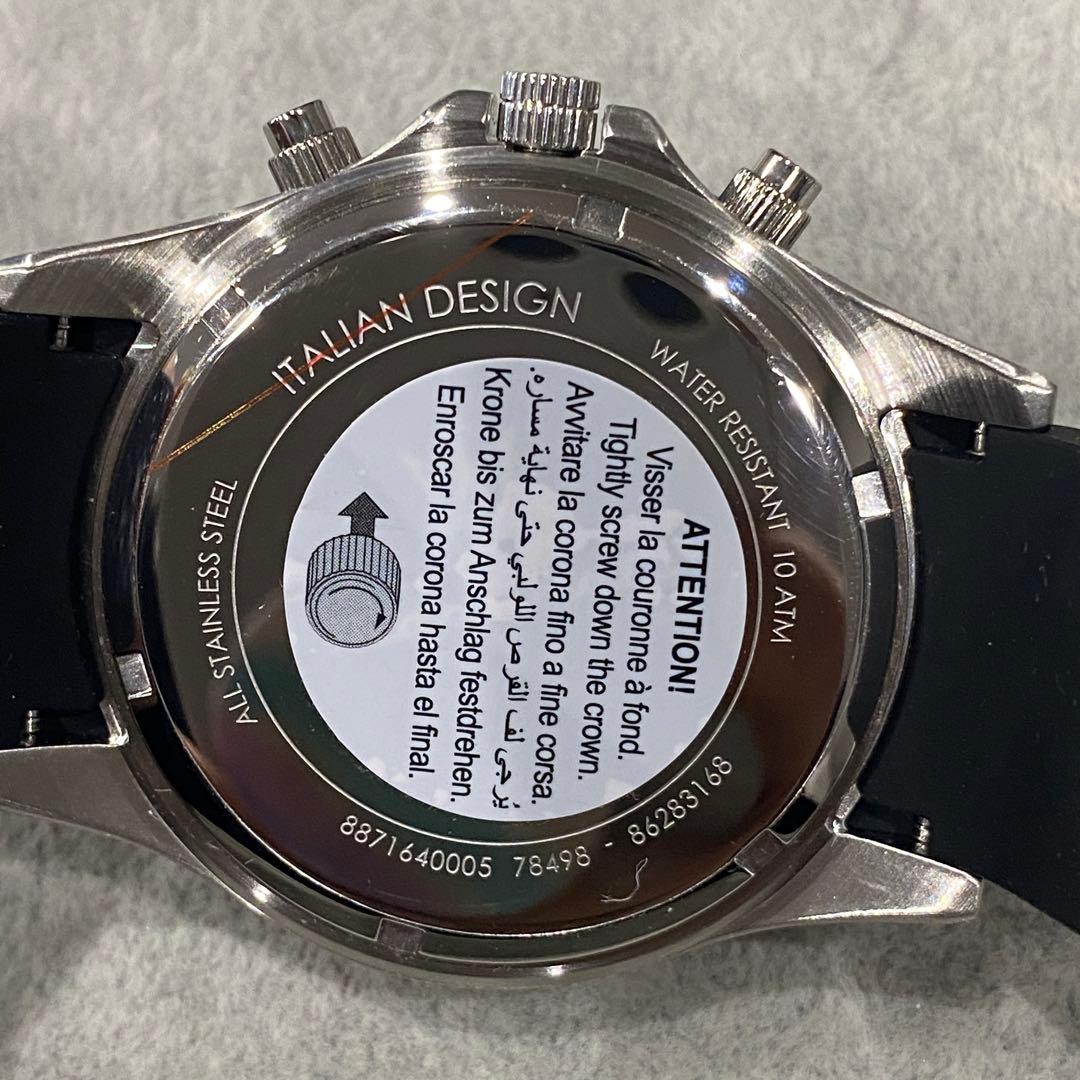 ITALIAN DESIGN
WATER RESISTANT 10 ATM
ATTENTION!
Visser la couronne à fond.
Tightly screw down the crown.
Avvitare la corona fino a fine corsa.
يُرجى لف القرص اللولبي حتى نهاية مساره.
Krone bis zum Anschlag festdrehen.
Enroscar la corona hasta el final.
ALL STAINLESS STEEL
8871640005 78498 - 86283168